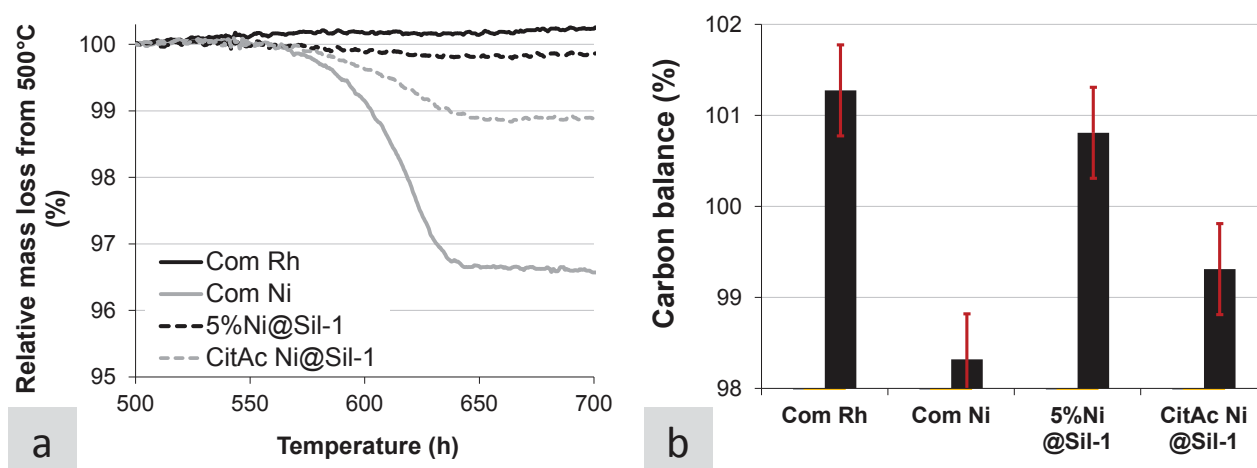 Relative mass loss from 500°C
(%)
100
99
98
97
96
95
Com Rh
Com Ni
5%Ni@Sil-1
CitAc Ni@Sil-1
500
550
600
650
700
Temperature (h)
a
Carbon balance (%)
102
101
100
99
98
Com Rh
Com Ni
5%Ni
@Sil-1
CitAc Ni
@Sil-1
b